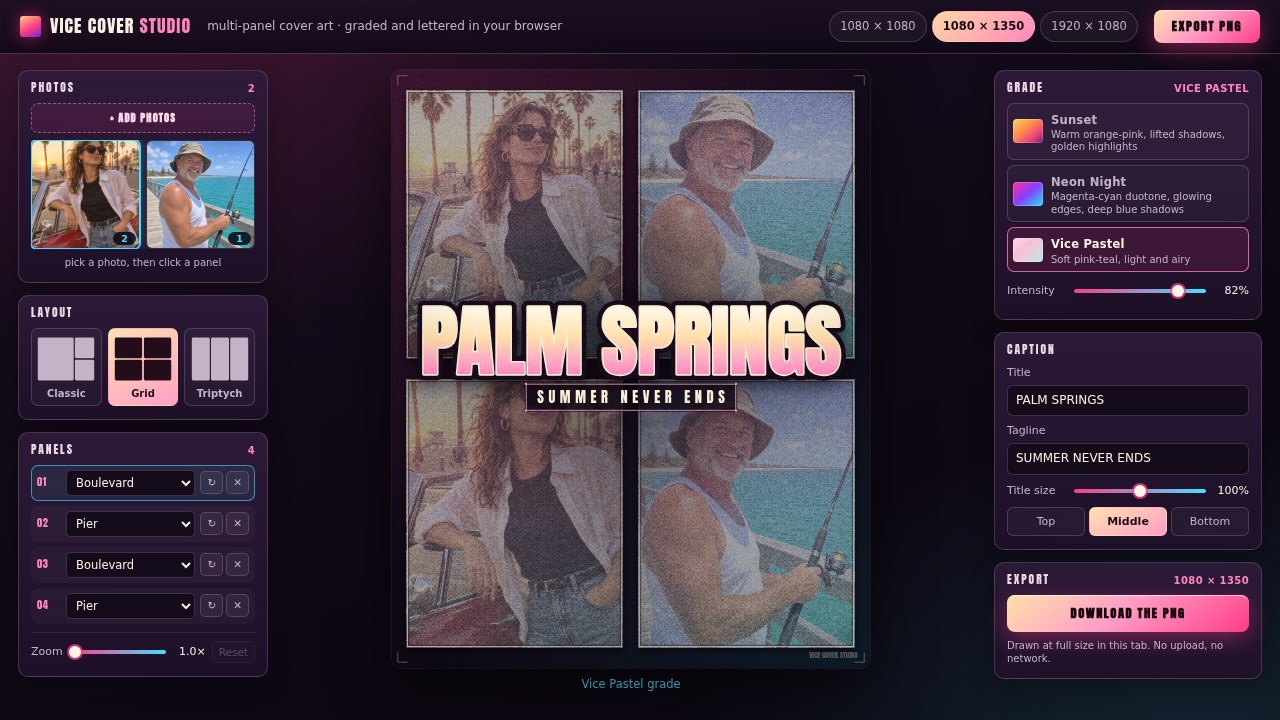 VICE COVER STUDIO
multi-panel cover art · graded and lettered in your browser
1080 × 1080
1080 × 1350
1920 × 1080
EXPORT PNG
PHOTOS
2
+ ADD PHOTOS
2
1
pick a photo, then click a panel
LAYOUT
Classic
Grid
Triptych
PANELS
4
01
Boulevard
02
Pier
03
Boulevard
04
Pier
Zoom
1.0×
Reset
PALM SPRINGS
SUMMER NEVER ENDS
VICE COVER STUDIO
Vice Pastel grade
GRADE
VICE PASTEL
Sunset
Warm orange-pink, lifted shadows,
golden highlights
Neon Night
Magenta-cyan duotone, glowing
edges, deep blue shadows
Vice Pastel
Soft pink-teal, light and airy
Intensity
82%
CAPTION
Title
PALM SPRINGS
Tagline
SUMMER NEVER ENDS
Title size
100%
Top
Middle
Bottom
EXPORT
1080 × 1350
DOWNLOAD THE PNG
Drawn at full size in this tab. No upload, no
network.